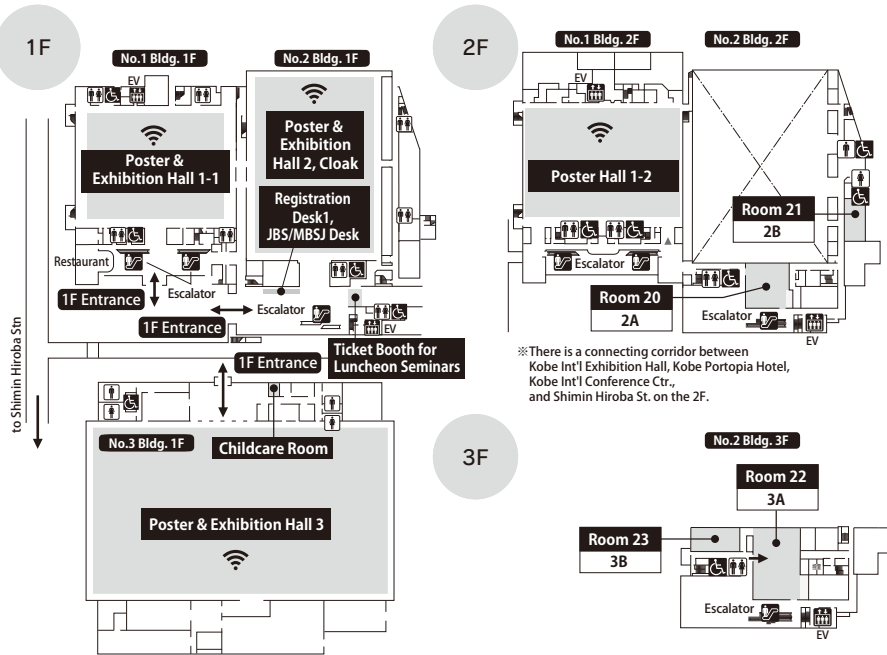 1F
No.1 Bldg. 1F
No.2 Bldg. 1F
EV
Poster &
Exhibition Hall 1-1
Poster &
Exhibition
Hall 2, Cloak
Registration
Desk1,
JBS/MBSJ Desk
Restaurant
Escalator
1F Entrance
1F Entrance
Escalator
EV
1F Entrance
Ticket Booth for
Luncheon Seminars
to Shimin Hiroba Stn
No.3 Bldg. 1F
Childcare Room
Poster & Exhibition Hall 3
2F
No.1 Bldg. 2F
No.2 Bldg. 2F
EV
Poster Hall 1-2
Room 21
2B
Escalator
Room 20
2A
Escalator
EV
※There is a connecting corridor between
Kobe Int'l Exhibition Hall, Kobe Portopia Hotel,
Kobe Int'l Conference Ctr.,
and Shimin Hiroba St. on the 2F.
3F
No.2 Bldg. 3F
Room 22
3A
Room 23
3B
Escalator
EV